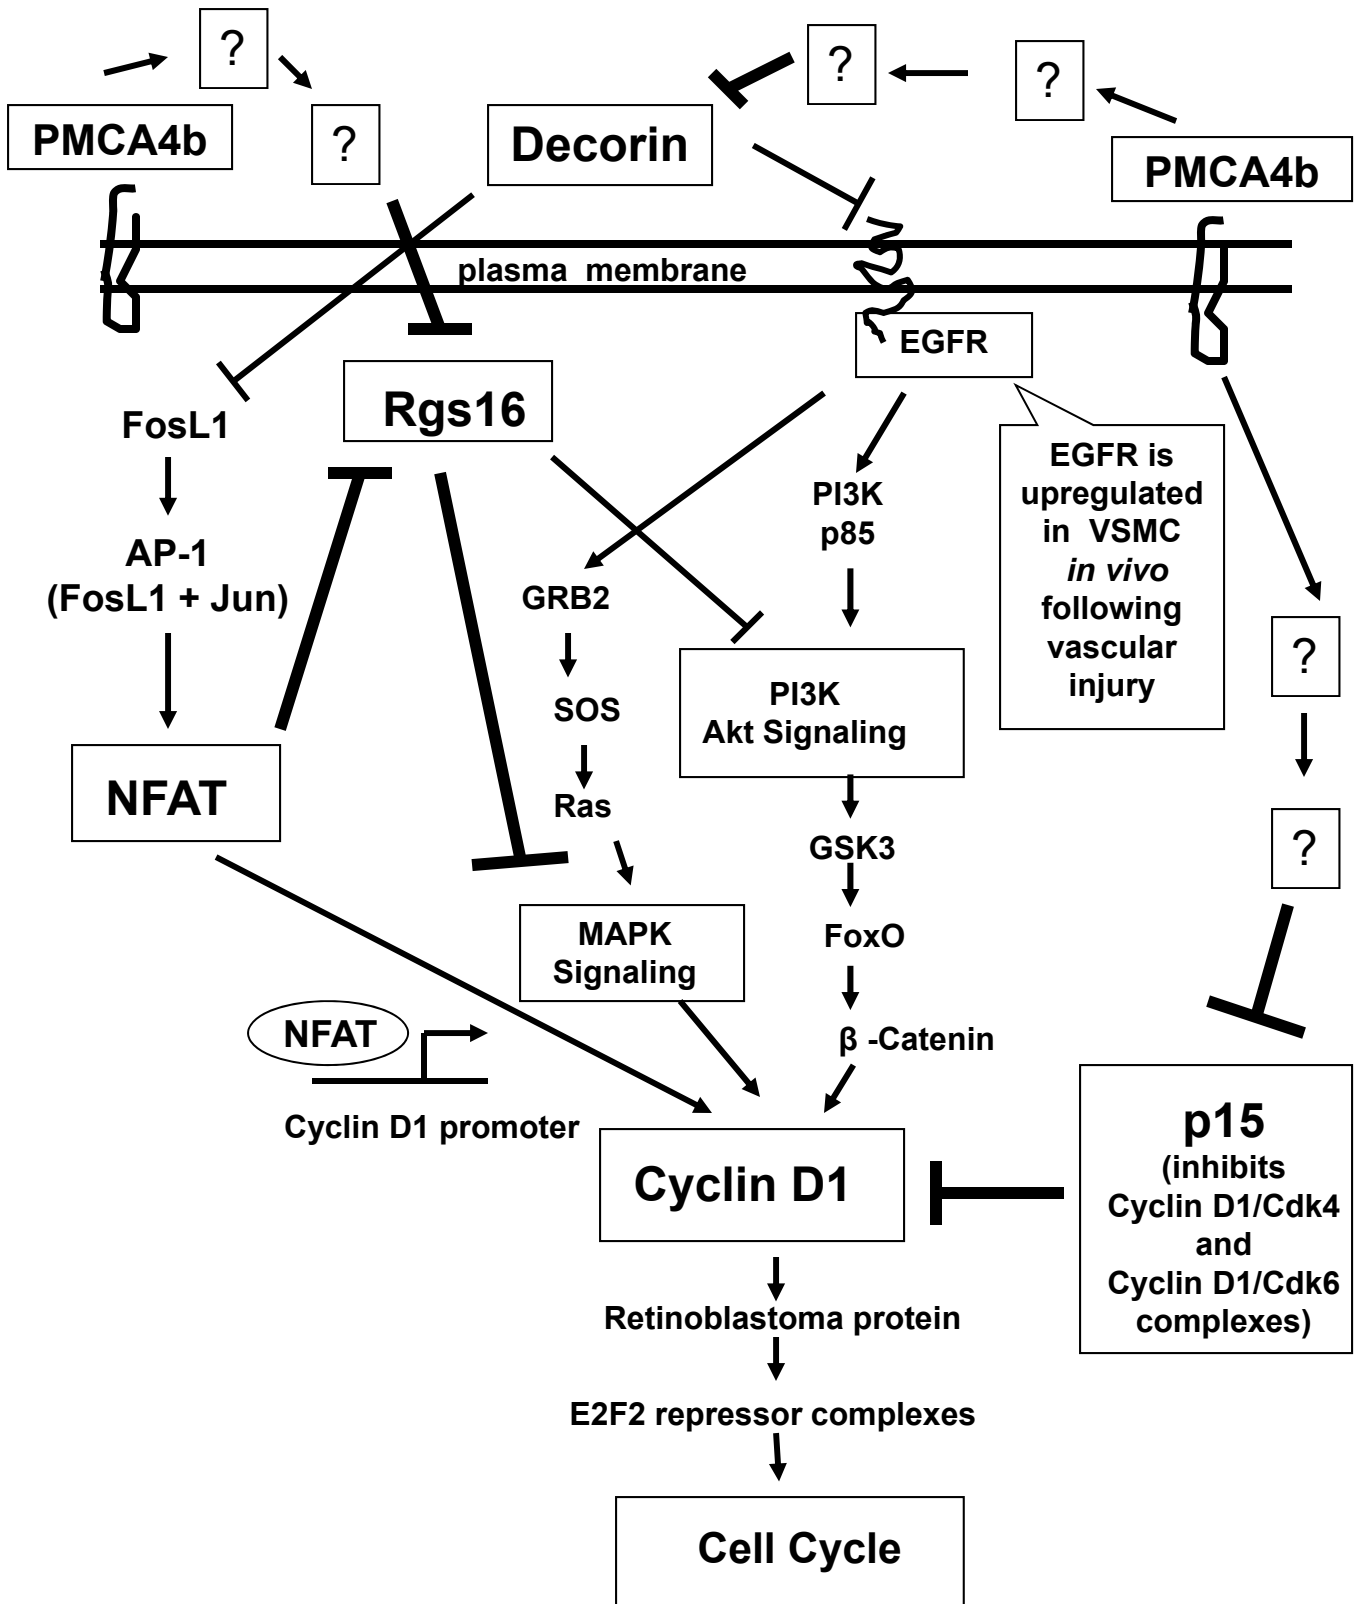 ?
?
?
?
PMCA4b
?
Decorin
PMCA4b
plasma membrane
EGFR
Rgs16
FosL1
EGFR is
upregulated
in VSMC
in vivo
following
vascular
injury
PI3K
p85
AP-1
(FosL1 + Jun)
GRB2
?
SOS
PI3K
Akt Signaling
NFAT
Ras
GSK3
?
MAPK
Signaling
FoxO
NFAT
β -Catenin
Cyclin D1 promoter
Cyclin D1
p15
(inhibits
Cyclin D1/Cdk4
and
Cyclin D1/Cdk6
complexes)
Retinoblastoma protein
E2F2 repressor complexes
Cell Cycle